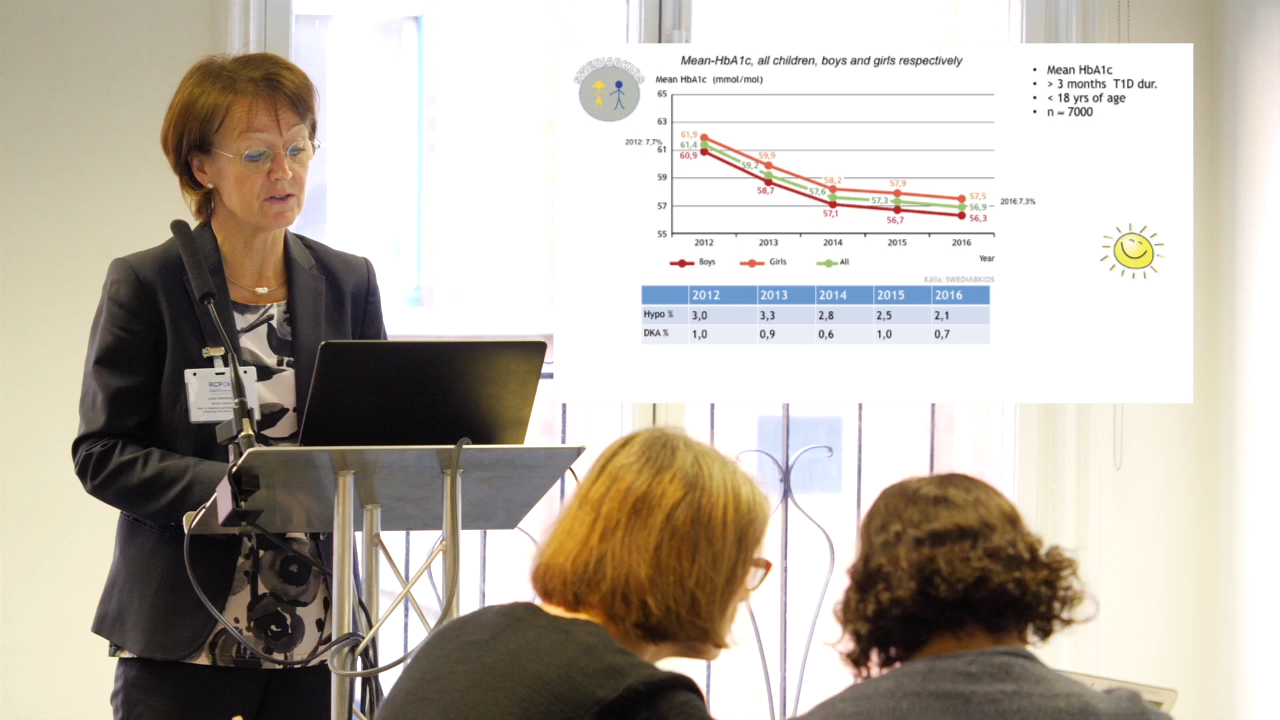 SWEDIABKIDS
Mean-HbA1c, all children, boys and girls respectively
Mean HbA1c (mmol/mol)
65
63
61
59
57
55
2012: 7,7%
61,9
61,4
60,9
59,9
59,2
58,7
58,2
57,6
57,1
57,9
57,3
56,7
57,5
56,9
56,3
2016:7,3%
2012 2013 2014 2015 2016
Year
Boys Girls All
Källa: SWEDIABKIDS
2012 2013 2014 2015 2016
Hypo % 3,0 3,3 2,8 2,5 2,1
DKA % 1,0 0,9 0,6 1,0 0,7
• Mean HbA1c
• > 3 months T1D dur.
• < 18 yrs of age
• n = 7000
RCPCH